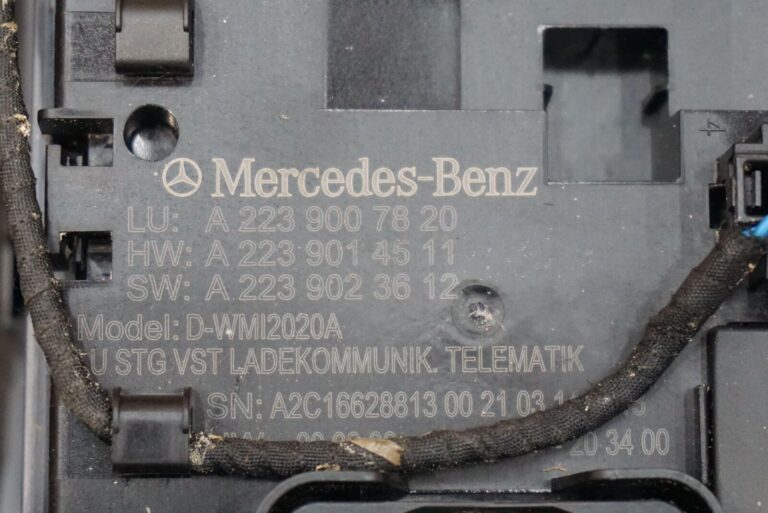 Mercedes-Benz
LU: A 223 900 78 20
HW: A 223 901 45 11
SW: A 223 902 36 12
Model: D-WMI2020A
U STG VST LADEKOMMUNIK. TELEMATIK
SN: A2C16628813 00 21 03
20 34 00
4